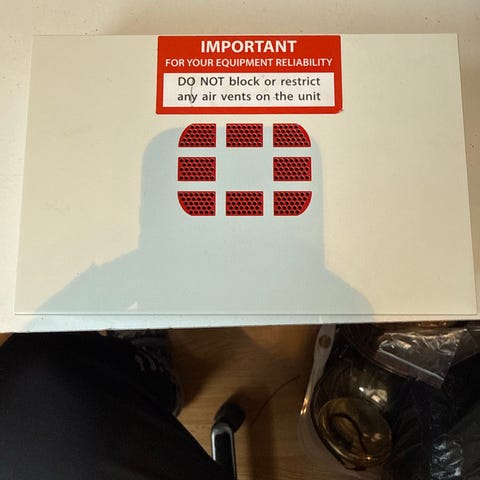 IMPORTANT
FOR YOUR EQUIPMENT RELIABILITY
DO NOT block or restrict
any air vents on the unit